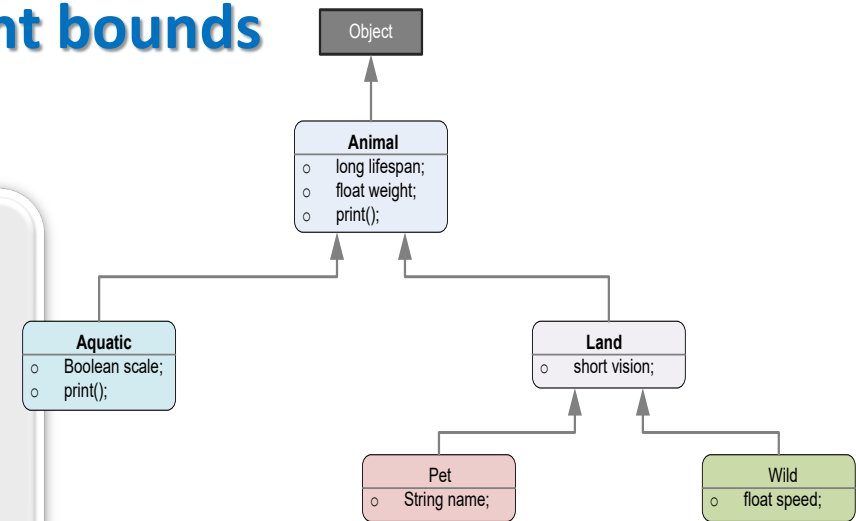 nt bounds
Object
Animal
○ long lifespan;
○ float weight;
○ print();
Aquatic
○ Boolean scale;
○ print();
Land
○ short vision;
Pet
○ String name;
Wild
○ float speed;